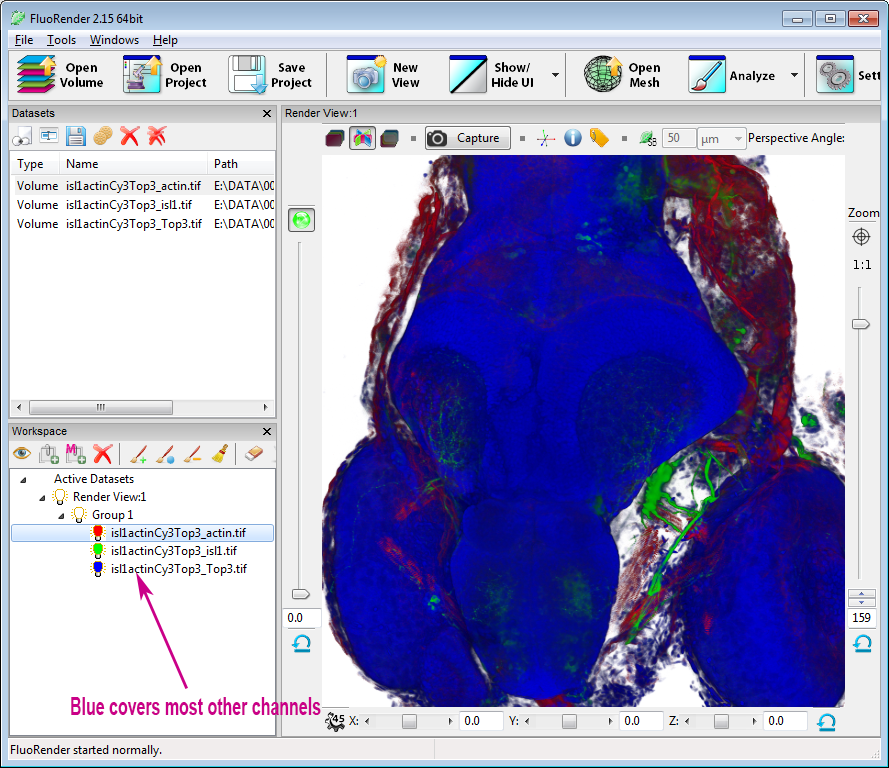 FluoRender 2.15 64bit
File Tools Windows Help
Open Volume
Open Project
Save Project
New View
Show/ Hide UI
Open Mesh
Analyze
Sett
Datasets
Type Name Path
Volume isl1actinCy3Top3_actin.tif E:\DATA\00
Volume isl1actinCy3Top3_isl1.tif E:\DATA\00
Volume isl1actinCy3Top3_Top3.tif E:\DATA\00
Workspace
M
Active Datasets
Render View:1
Group 1
isl1actinCy3Top3_actin.tif
isl1actinCy3Top3_isl1.tif
isl1actinCy3Top3_Top3.tif
Blue covers most other channels
Render View:1
Capture
SB
50
µm
Perspective Angle:
0.0
Zoom
1:1
159
45
X:
0.0
Y:
0.0
Z:
0.0
FluoRender started normally.